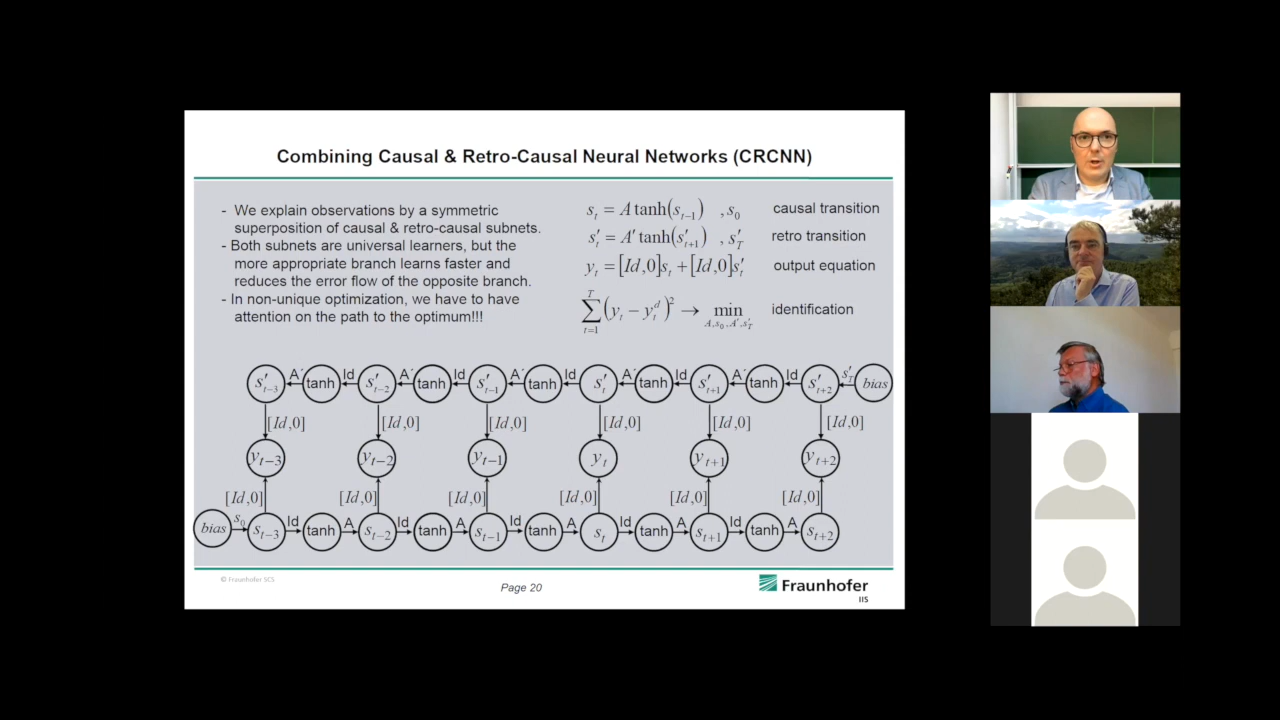 Combining Causal & Retro-Causal Neural Networks (CRCNN)
- We explain observations by a symmetric
superposition of causal & retro-causal subnets.
- Both subnets are universal learners, but the
more appropriate branch learns faster and
reduces the error flow of the opposite branch.
- In non-unique optimization, we have to have
attention on the path to the optimum!!!
s_t = A tanh(s_{t-1}) , s_0 causal transition
s'_t = A' tanh(s'_{t+1}) , s'_T retro transition
y_t = [Id,0]s_t + [Id,0]s'_t output equation
∑_{t=1}^{T} (y_t − y_t^d)^2 → min_{A,s_0,A',s'_T} identification
s'_{t-3} A' tanh Id s'_{t-2} A' tanh Id s'_{t-1} A' tanh Id s'_t A' tanh Id s'_{t+1} A' tanh Id s'_{t+2} s'_T bias
[Id,0] [Id,0] [Id,0] [Id,0] [Id,0] [Id,0]
y_{t-3} y_{t-2} y_{t-1} y_t y_{t+1} y_{t+2}
[Id,0] [Id,0] [Id,0] [Id,0] [Id,0] [Id,0]
bias s_0 s_{t-3} Id tanh A s_{t-2} Id tanh A s_{t-1} Id tanh A s_t Id tanh A s_{t+1} Id tanh A s_{t+2}
© Fraunhofer SCS
Page 20
Fraunhofer
IIS